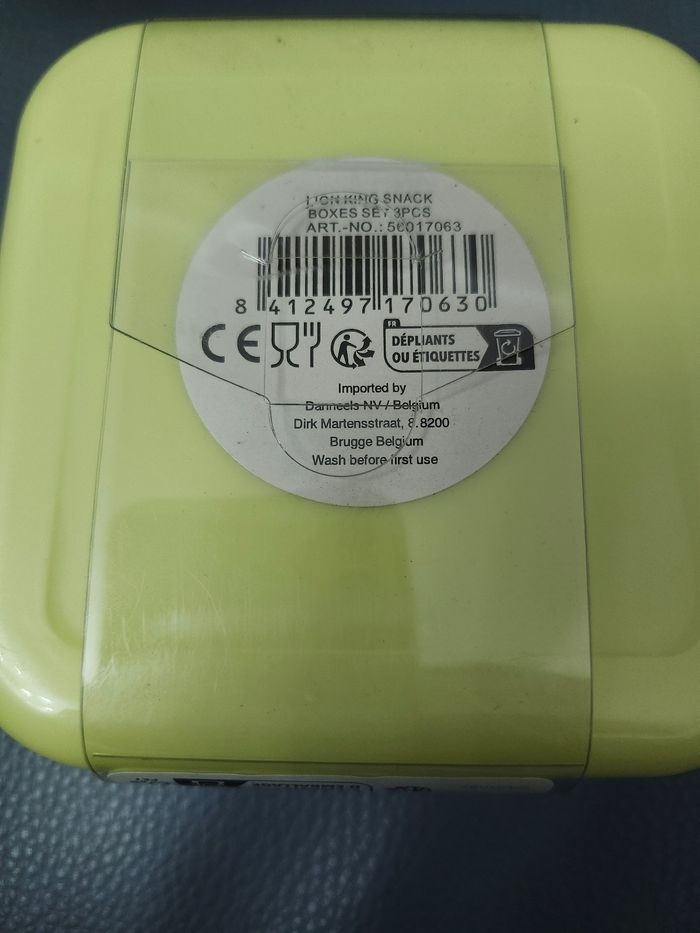 LION KING SNACK
BOXES SET 3PCS
ART.-NO.: 56017063
8 412497 170630
CE
FR
DÉPLIANTS
OU ÉTIQUETTES
Imported by
Danneels NV / Belgium
Dirk Martensstraat, 8. 8200
Brugge Belgium
Wash before first use